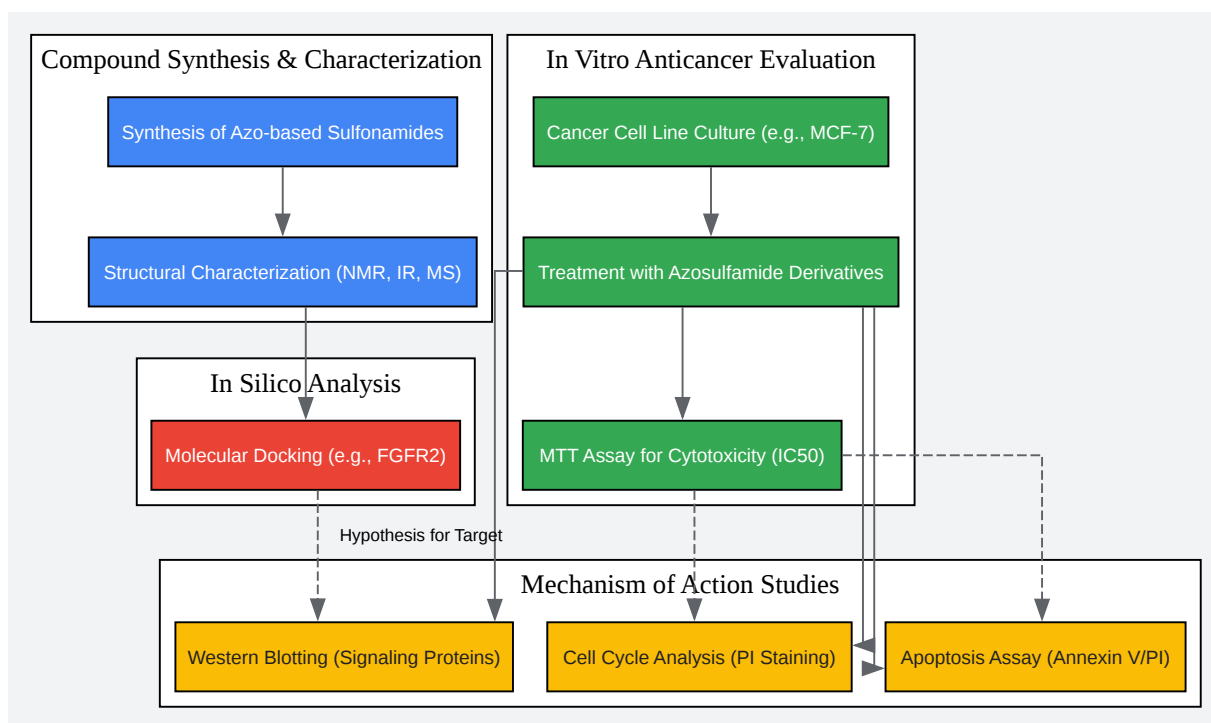 Compound Synthesis & Characterization
Synthesis of Azo-based Sulfonamides
Structural Characterization (NMR, IR, MS)
In Silico Analysis
Molecular Docking (e.g., FGFR2)
In Vitro Anticancer Evaluation
Cancer Cell Line Culture (e.g., MCF-7)
Treatment with Azosulfamide Derivatives
MTT Assay for Cytotoxicity (IC50)
Hypothesis for Target
Mechanism of Action Studies
Western Blotting (Signaling Proteins)
Cell Cycle Analysis (PI Staining)
Apoptosis Assay (Annexin V/PI)